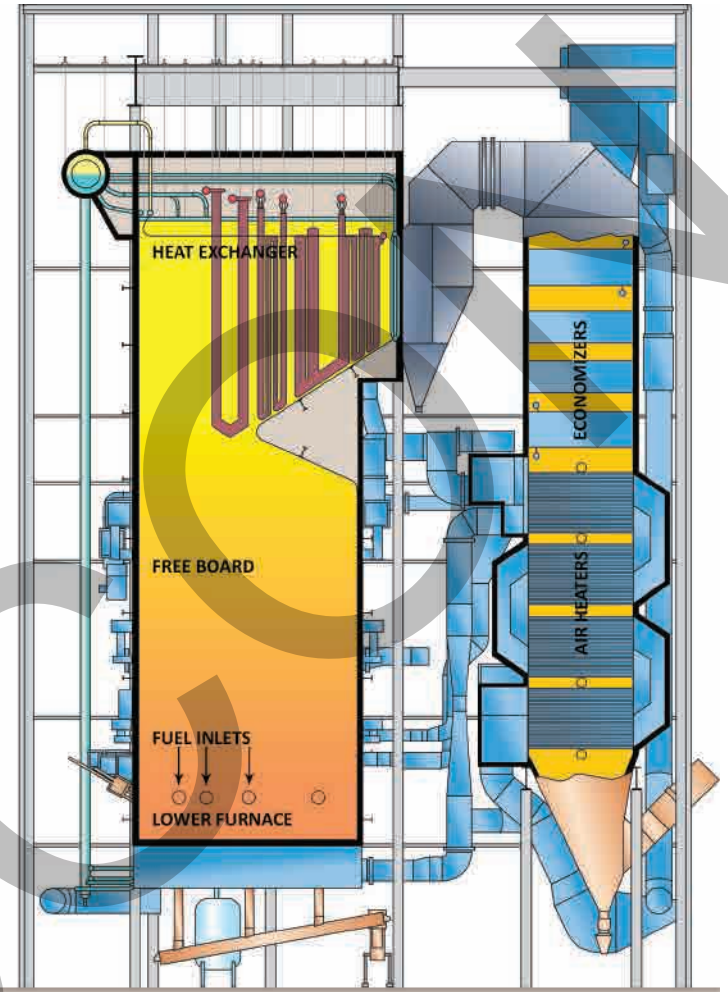 HEAT EXCHANGER
ECONOMIZERS
FREE BOARD
AIR HEATERS
FUEL INLETS
LOWER FURNACE